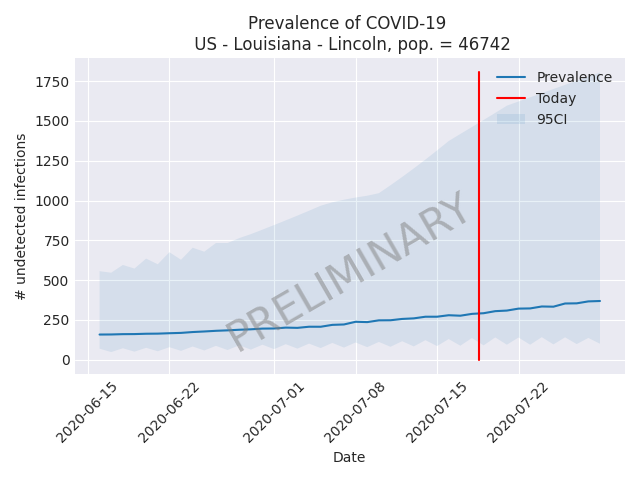 Prevalence of COVID-19
US - Louisiana - Lincoln, pop. = 46742
Prevalence
Today
95CI
1750
1500
1250
1000
750
500
250
0
# undetected infections
PRELIMINARY
2020-06-15
2020-06-22
2020-07-01
2020-07-08
2020-07-15
2020-07-22
Date